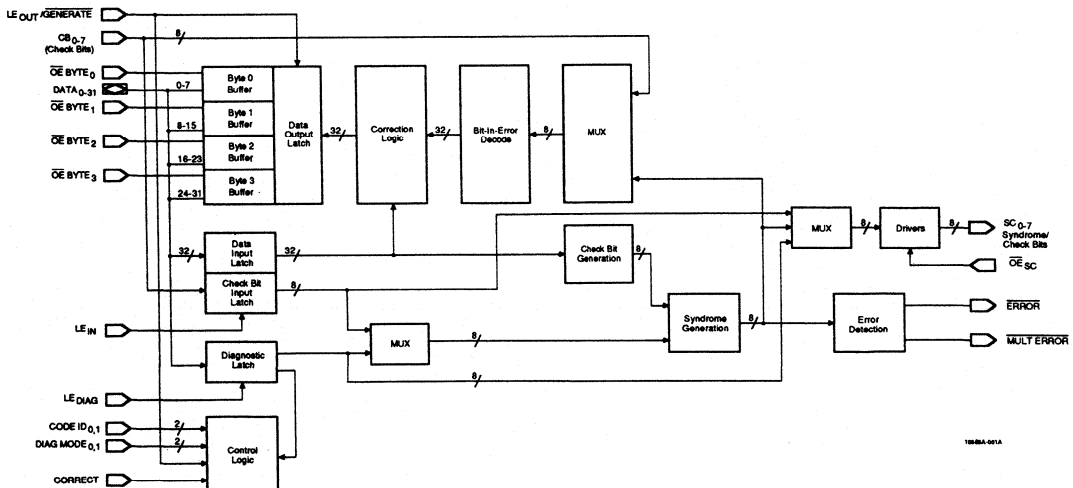 LE OUT /GENERATE
CB 0-7
(Check Bits)
8
OE BYTE 0
DATA 0-31
OE BYTE 1
OE BYTE 2
OE BYTE 3
0-7
8-15
16-23
24-31
Byte 0
Buffer
Byte 1
Buffer
Byte 2
Buffer
Byte 3
Buffer
Data
Output
Latch
32
Correction
Logic
32
Bit-In-Error
Decode
8
MUX
32
Data
Input
Latch
32
Check Bit
Input
Latch
8
Check Bit
Generation
8
MUX
8
Drivers
8
SC 0-7
Syndrome/
Check Bits
OE SC
LE IN
MUX
8
Syndrome
Generation
8
Error
Detection
ERROR
MULT ERROR
Diagnostic
Latch
8
LE DIAG
CODE ID 0,1
2
DIAG MODE 0,1
2
Control
Logic
CORRECT